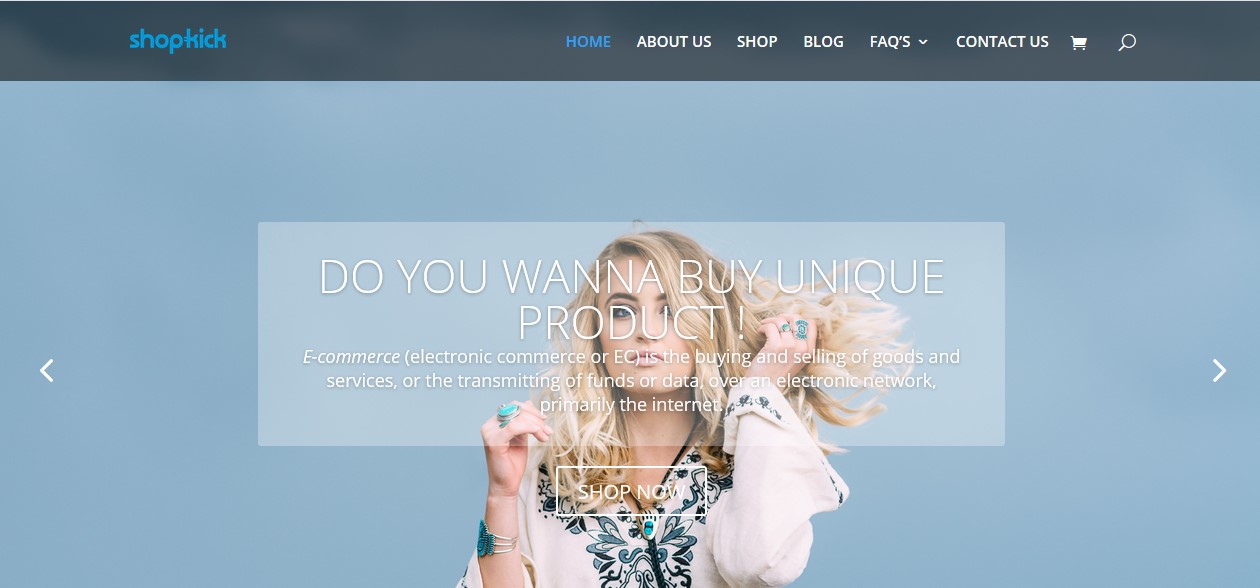 shopkick
HOME ABOUT US SHOP BLOG FAQ'S CONTACT US
DO YOU WANNA BUY UNIQUE
PRODUCT !
E-commerce (electronic commerce or EC) is the buying and selling of goods and
services, or the transmitting of funds or data, over an electronic network,
primarily the internet.
SHOP NOW